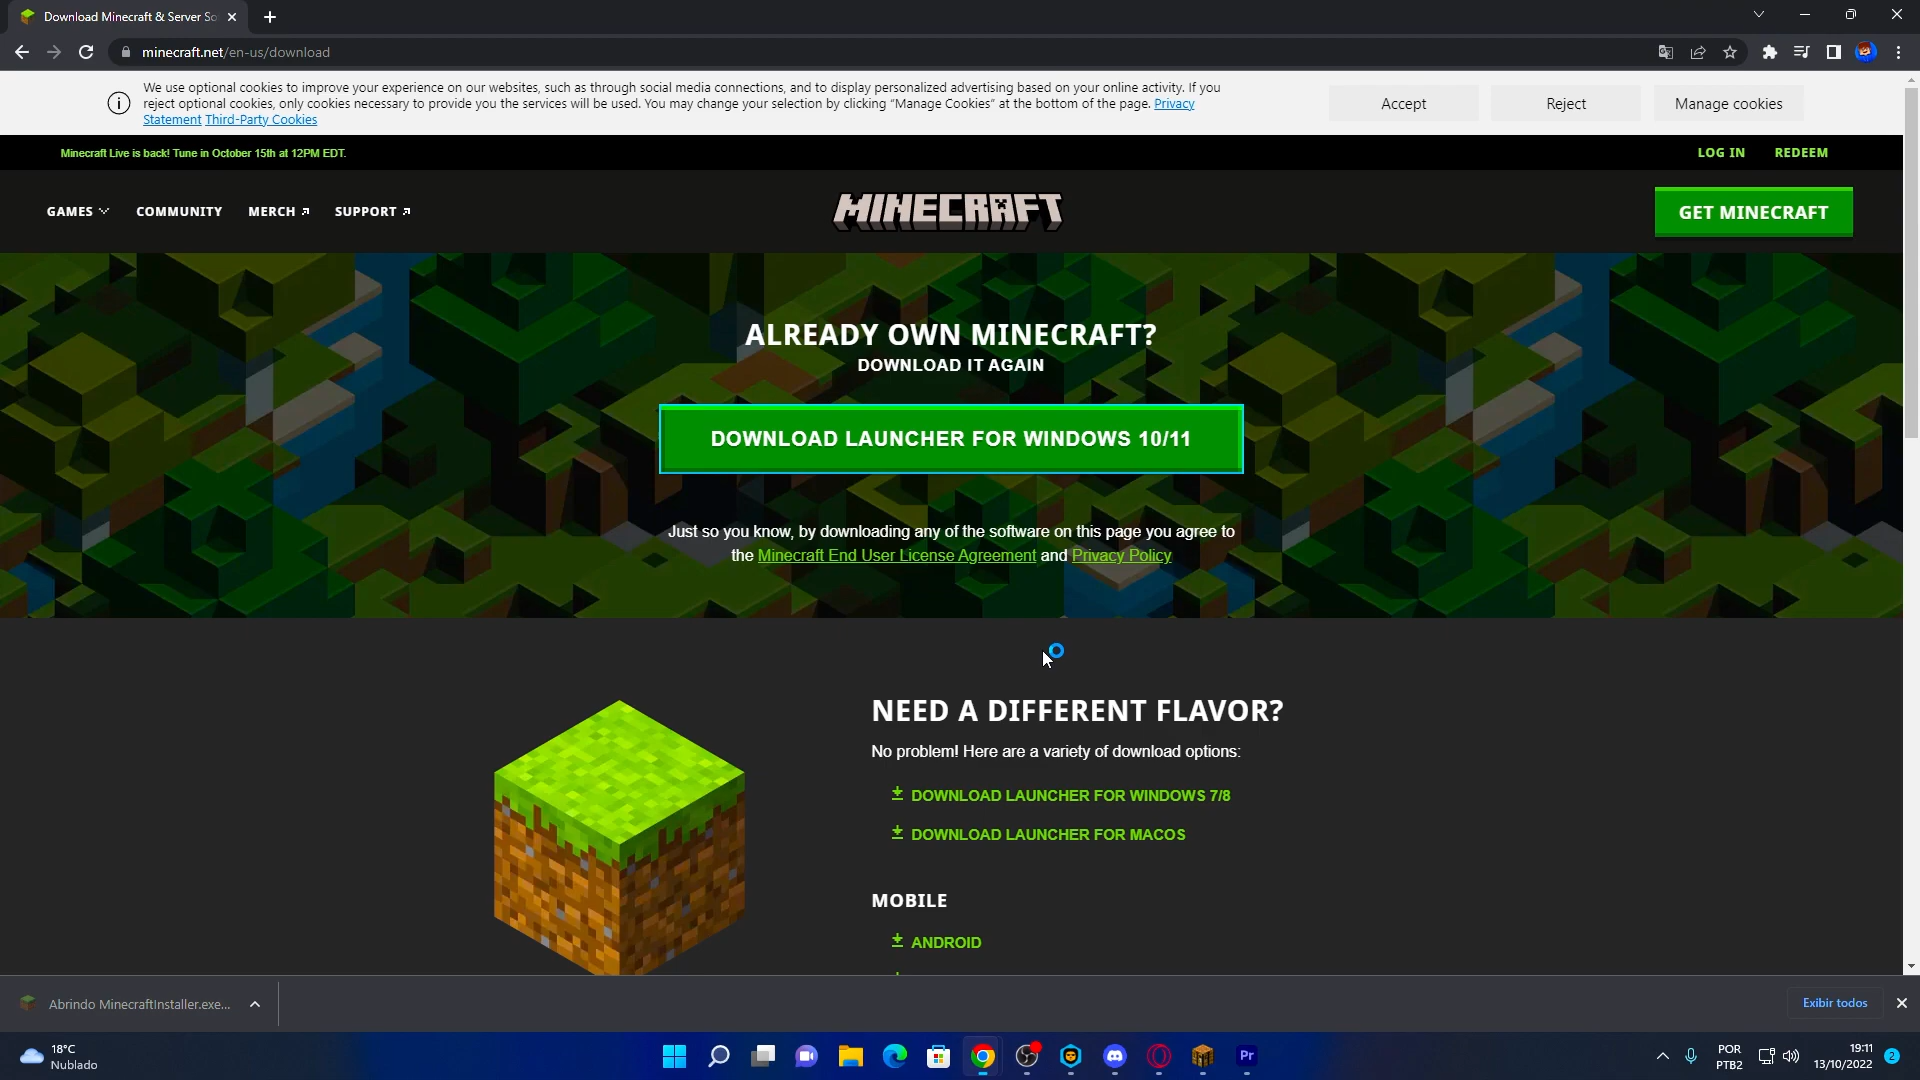 Download Minecraft & Server So
minecraft.net/en-us/download
We use optional cookies to improve your experience on our websites, such as through social media connections, and to display personalized advertising based on your online activity. If you
reject optional cookies, only cookies necessary to provide you the services will be used. You may change your selection by clicking "Manage Cookies" at the bottom of the page. Privacy
Statement Third-Party Cookies
Accept
Reject
Manage cookies
Minecraft Live is back! Tune in October 15th at 12PM EDT.
LOG IN
REDEEM
GAMES
COMMUNITY
MERCH
SUPPORT
MINECRAFT
GET MINECRAFT
ALREADY OWN MINECRAFT?
DOWNLOAD IT AGAIN
DOWNLOAD LAUNCHER FOR WINDOWS 10/11
Just so you know, by downloading any of the software on this page you agree to
the Minecraft End User License Agreement and Privacy Policy
NEED A DIFFERENT FLAVOR?
No problem! Here are a variety of download options:
DOWNLOAD LAUNCHER FOR WINDOWS 7/8
DOWNLOAD LAUNCHER FOR MACOS
MOBILE
ANDROID
Abrindo MinecraftInstaller.exe...
Exibir todos
18°C
Nublado
Pr
POR
PTB2
19:11
13/10/2022
2